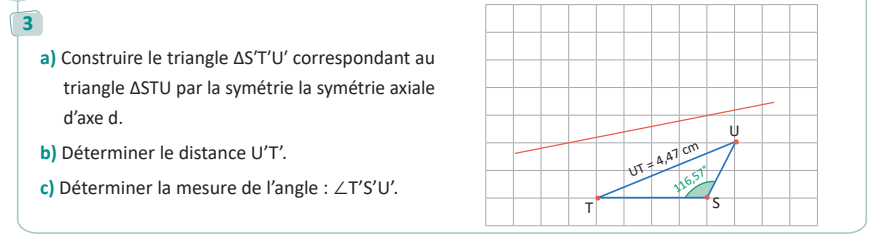 3
a) Construire le triangle ΔS'T'U' correspondant au
triangle ΔSTU par la symétrie la symétrie axiale
d'axe d.
b) Déterminer le distance U'T'.
c) Déterminer la mesure de l'angle : ∠T'S'U'.
U
UT = 4,47 cm
116,57°
T
S